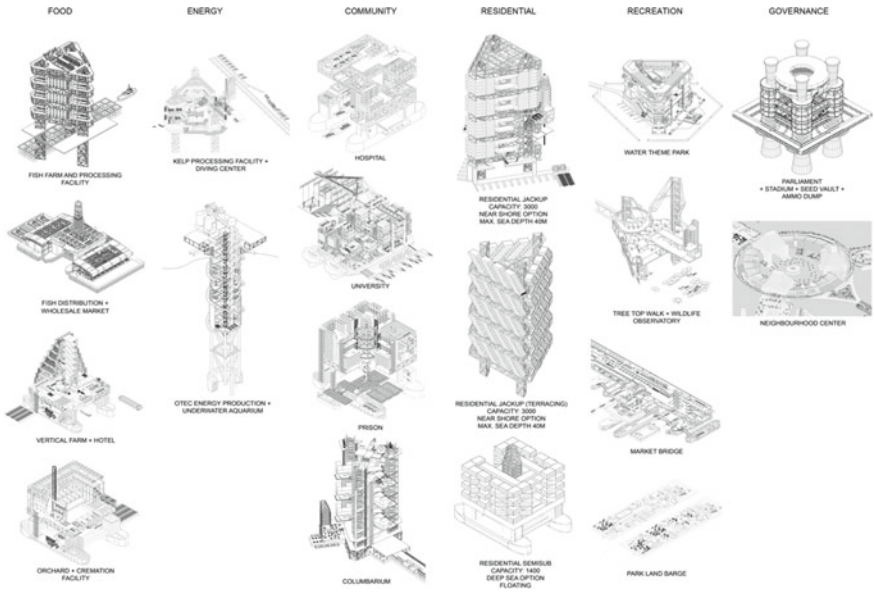 FOOD
ENERGY
COMMUNITY
RESIDENTIAL
RECREATION
GOVERNANCE
FISH FARM AND PROCESSING
FACILITY
FISH DISTRIBUTION +
WHOLESALE MARKET
VERTICAL FARM + HOTEL
ORCHARD + CREMATION
FACILITY
KELP PROCESSING FACILITY +
DIVING CENTER
OTEC ENERGY PRODUCTION +
UNDERWATER AQUARIUM
HOSPITAL
UNIVERSITY
PRISON
COLUMBARIUM
RESIDENTIAL JACKUP
CAPACITY: 3000
NEAR SHORE OPTION
MAX. SEA DEPTH 40M
RESIDENTIAL JACKUP (TERRACING)
CAPACITY: 3000
NEAR SHORE OPTION
MAX. SEA DEPTH 40M
RESIDENTIAL SEMISUB
CAPACITY: 1400
DEEP SEA OPTION
FLOATING
WATER THEME PARK
TREE TOP WALK + WILDLIFE
OBSERVATORY
MARKET BRIDGE
PARK LAND BARGE
PARLIAMENT
+ STADIUM + SEED VAULT +
AMMO DUMP
NEIGHBOURHOOD CENTER